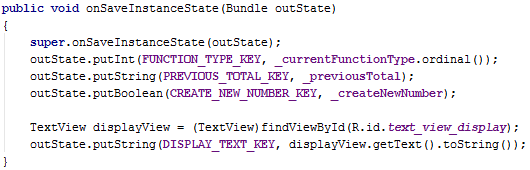 public void onSaveInstanceState(Bundle outState)
{
    super.onSaveInstanceState(outState);
    outState.putInt(FUNCTION_TYPE_KEY, _currentFunctionType.ordinal());
    outState.putString(PREVIOUS_TOTAL_KEY, _previousTotal);
    outState.putBoolean(CREATE_NEW_NUMBER_KEY, _createNewNumber);

    TextView displayView = (TextView)findViewById(R.id.text_view_display);
    outState.putString(DISPLAY_TEXT_KEY, displayView.getText().toString());
}